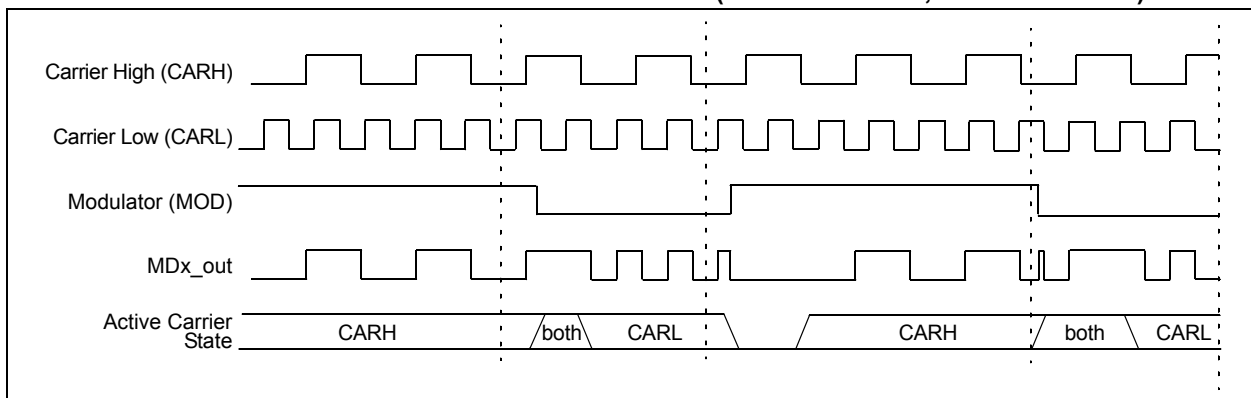 Carrier High (CARH)
Carrier Low (CARL)
Modulator (MOD)
MDx_out
Active Carrier
State
CARH
both
CARL
CARH
both
CARL